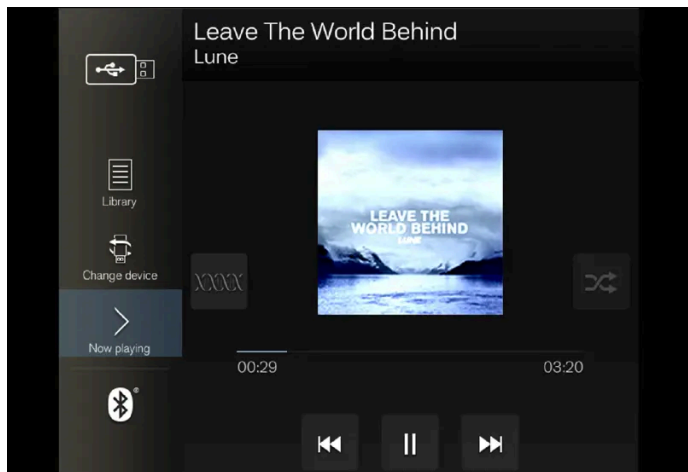 Leave The World Behind
Lune
Library
LEAVE THE
WORLD BEHIND
LUNE
Change device
Now playing
00:29
03:20